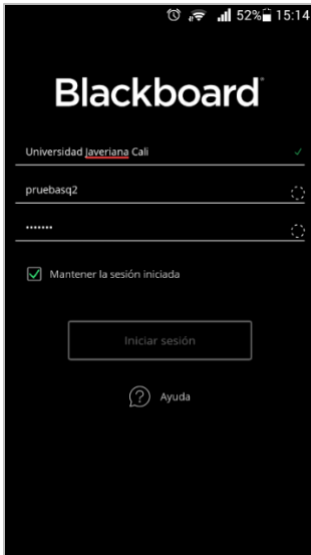 52% 15:14
Blackboard
Universidad Javeriana Cali
pruebasq2
•••••••
Mantener la sesión iniciada
Iniciar sesión
Ayuda